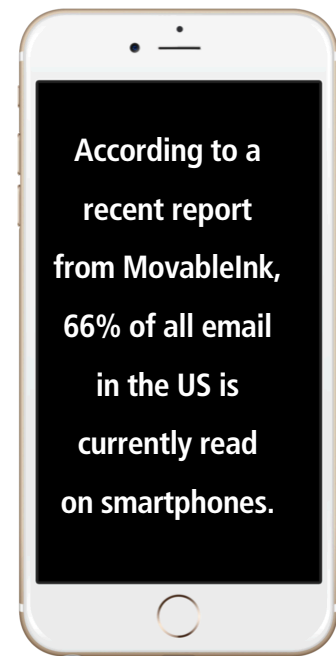 According to a
recent report
from MovableInk,
66% of all email
in the US is
currently read
on smartphones.